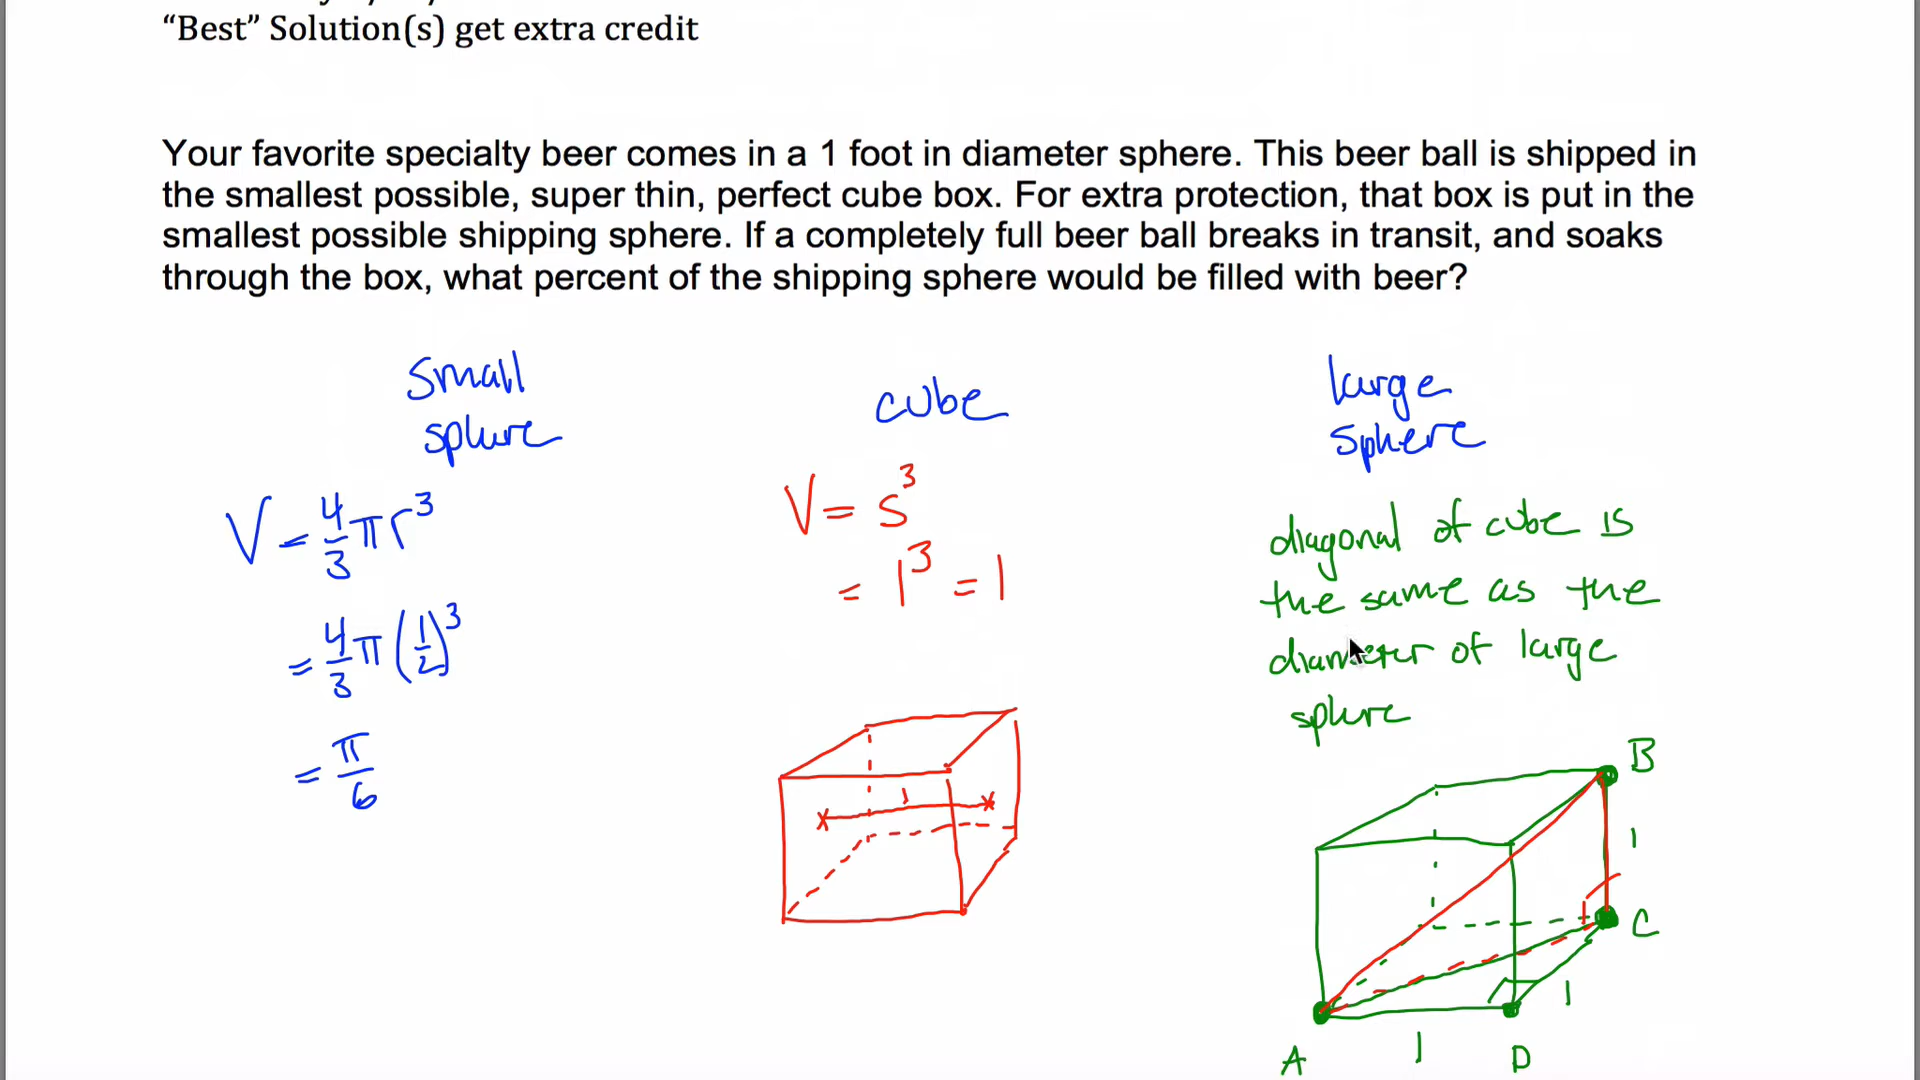 “Best” Solution(s) get extra credit
Your favorite specialty beer comes in a 1 foot in diameter sphere. This beer ball is shipped in
the smallest possible, super thin, perfect cube box. For extra protection, that box is put in the
smallest possible shipping sphere. If a completely full beer ball breaks in transit, and soaks
through the box, what percent of the shipping sphere would be filled with beer?
small
sphere
V = 4/3 π r³
= 4/3 π (1/2)³
= π/6
cube
V = s³
= 1³ = 1
1
large
sphere
diagonal of cube is
the same as the
diameter of large
sphere
B
1
C
1
1
A
D